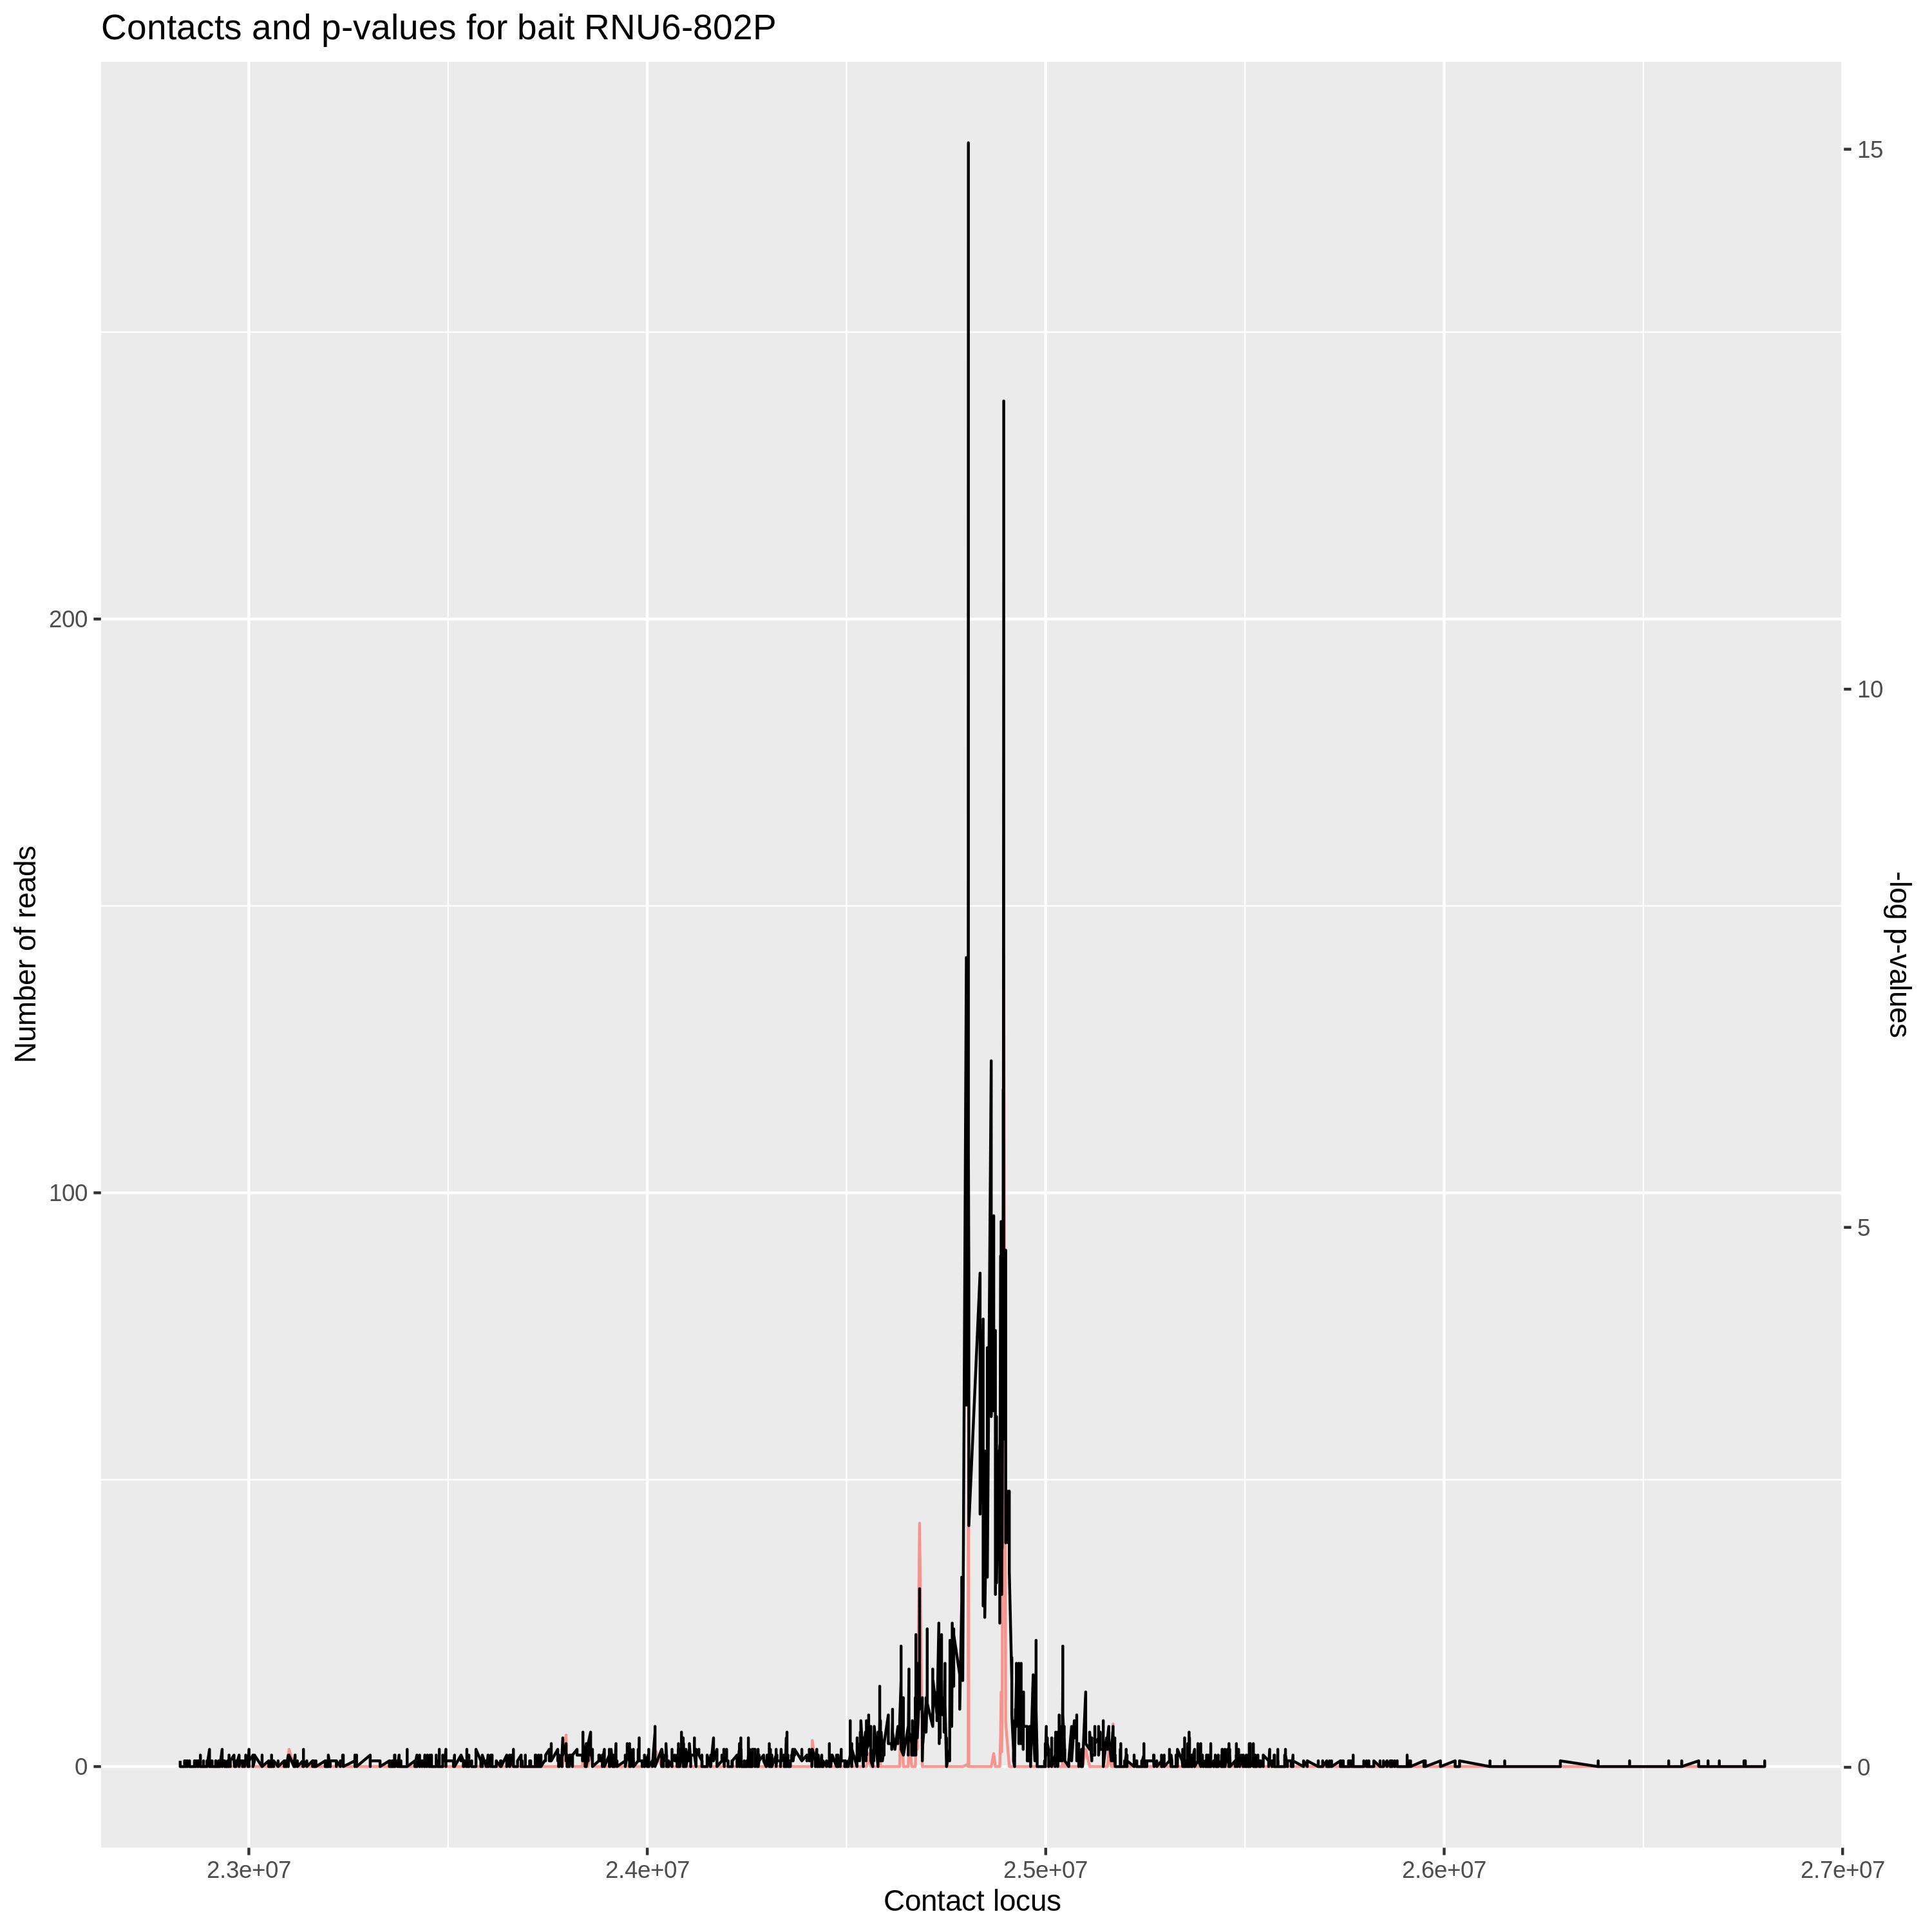 Contacts and p-values for bait RNU6-802P
15
200
10
Number of reads
-log p-values
100
5
0
0
2.3e+07
2.4e+07
2.5e+07
2.6e+07
2.7e+07
Contact locus